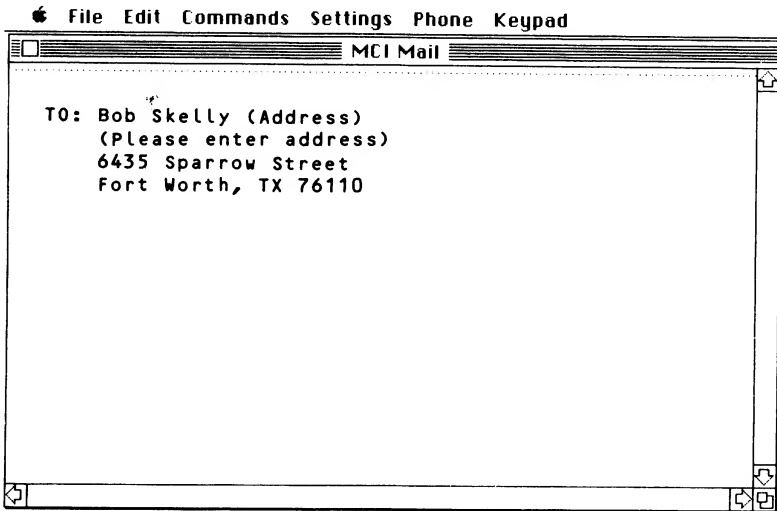 File Edit Commands Settings Phone Keypad
MCI Mail
TO: Bob Skelly (Address)
(Please enter address)
6435 Sparrow Street
Fort Worth, TX 76110